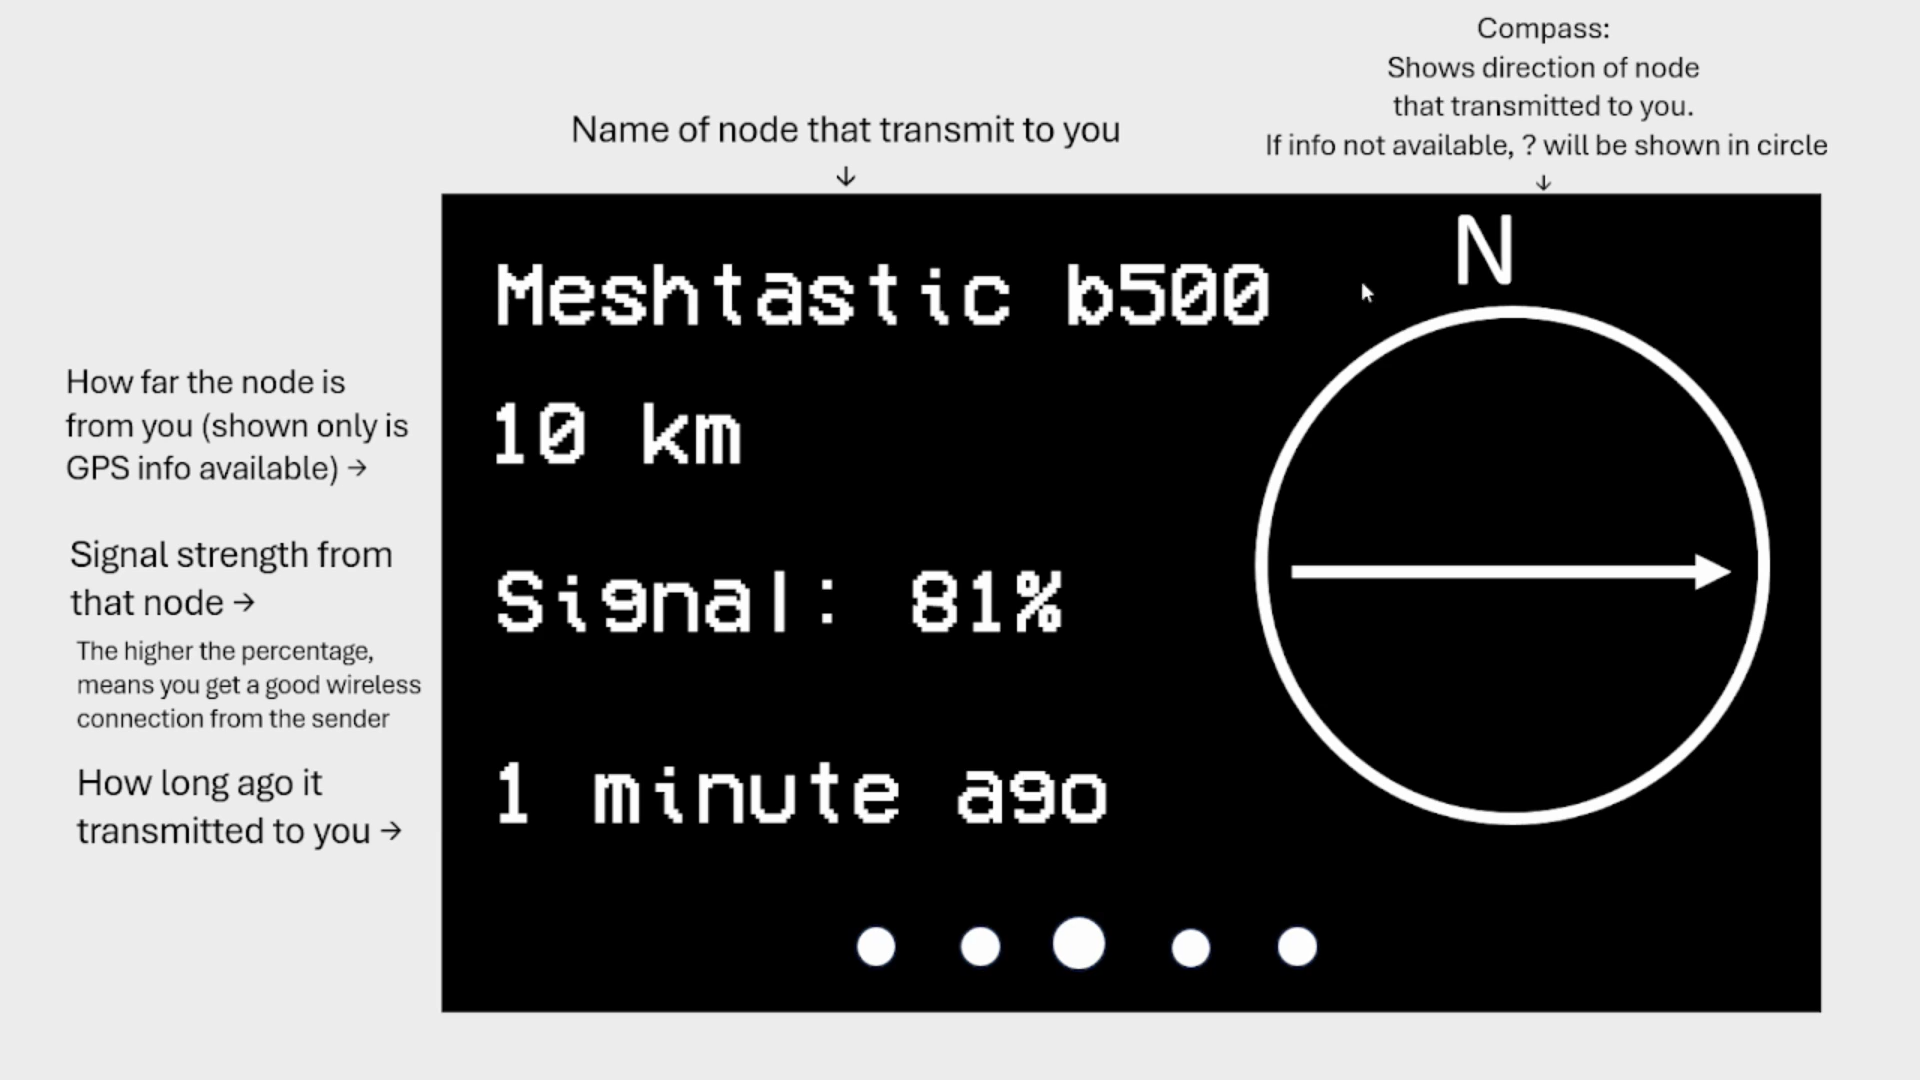 Compass:
Shows direction of node
that transmitted to you.
If info not available, ? will be shown in circle
↓
Name of node that transmit to you
↓
N
Meshtastic b500
How far the node is
from you (shown only is
GPS info available) →
10 km
Signal strength from
that node →
The higher the percentage,
means you get a good wireless
connection from the sender
Signal: 81%
How long ago it
transmitted to you →
1 minute ago